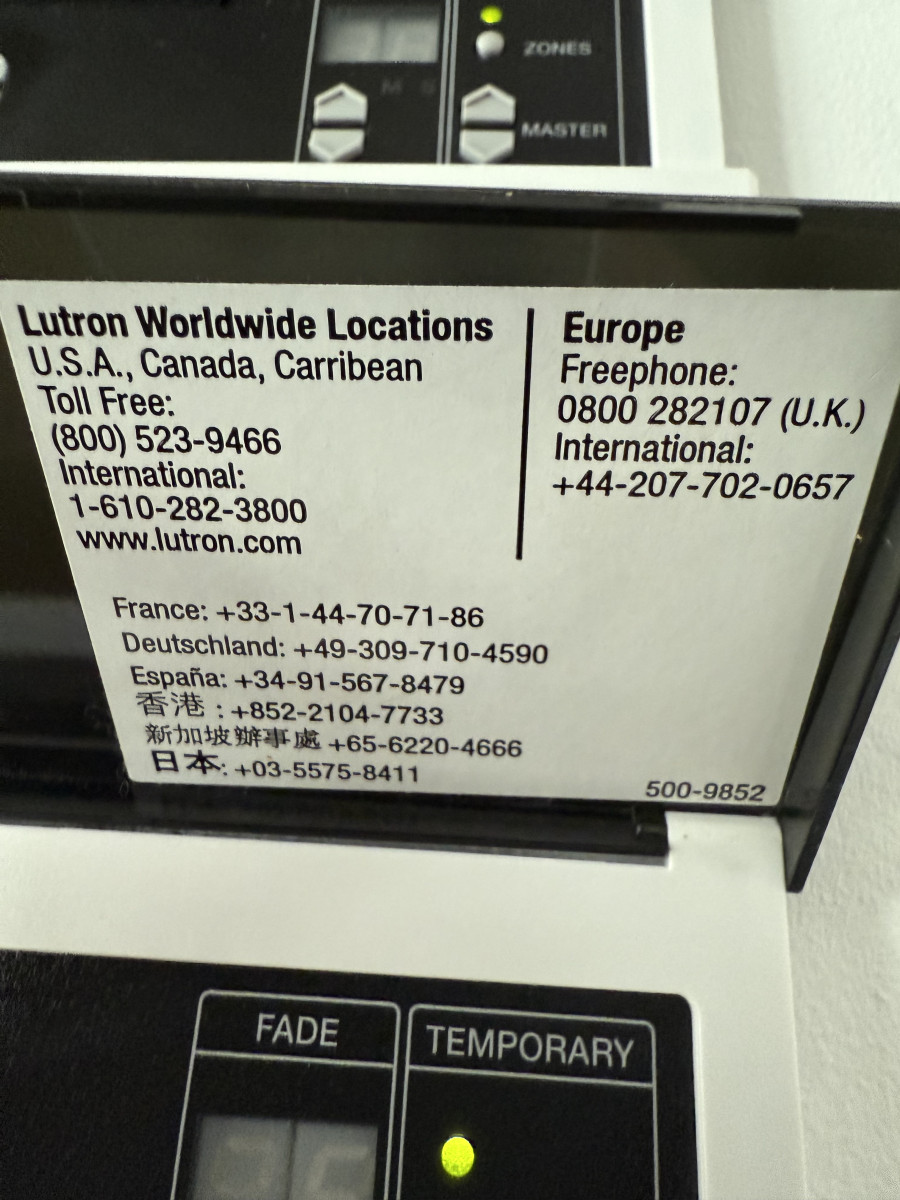 ZONES
MASTER
Lutron Worldwide Locations
U.S.A., Canada, Carribean
Toll Free:
(800) 523-9466
International:
1-610-282-3800
www.lutron.com
Europe
Freephone:
0800 282107 (U.K.)
International:
+44-207-702-0657
France: +33-1-44-70-71-86
Deutschland: +49-309-710-4590
España: +34-91-567-8479
香港 : +852-2104-7733
新加坡辦事處 +65-6220-4666
日本: +03-5575-8411
500-9852
FADE
TEMPORARY